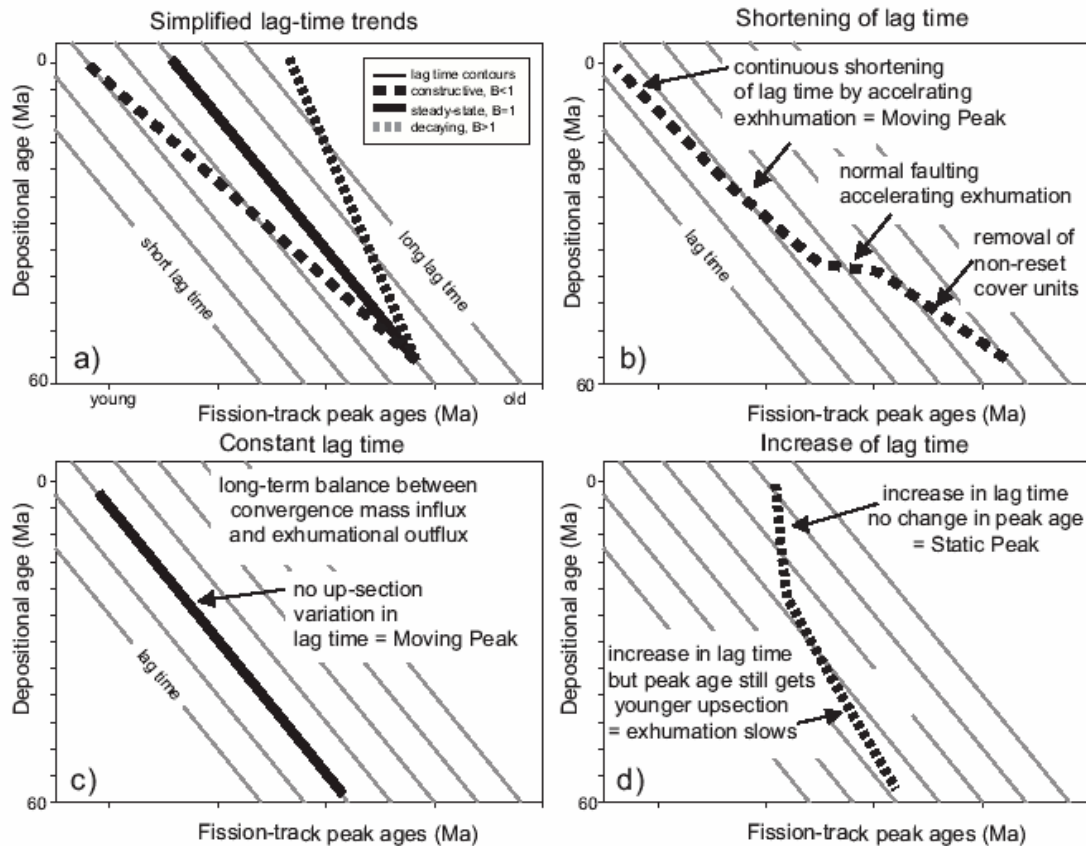 Simplified lag-time trends
0
Depositional age (Ma)
60
lag time contours
constructive, B<1
steady-state, B=1
decaying, B>1
short lag time
long lag time
a)
young
old
Fission-track peak ages (Ma)
Shortening of lag time
0
Depositional age (Ma)
60
continuous shortening
of lag time by accelrating
exhhumation = Moving Peak
normal faulting
accelerating exhumation
removal of
non-reset
cover units
lag time
b)
Fission-track peak ages (Ma)
Constant lag time
0
Depositional age (Ma)
60
long-term balance between
convergence mass influx
and exhumational outflux
no up-section
variation in
lag time = Moving Peak
lag time
c)
Fission-track peak ages (Ma)
Increase of lag time
0
Depositional age (Ma)
60
increase in lag time
no change in peak age
= Static Peak
increase in lag time
but peak age still gets
younger upsection
= exhumation slows
d)
Fission-track peak ages (Ma)